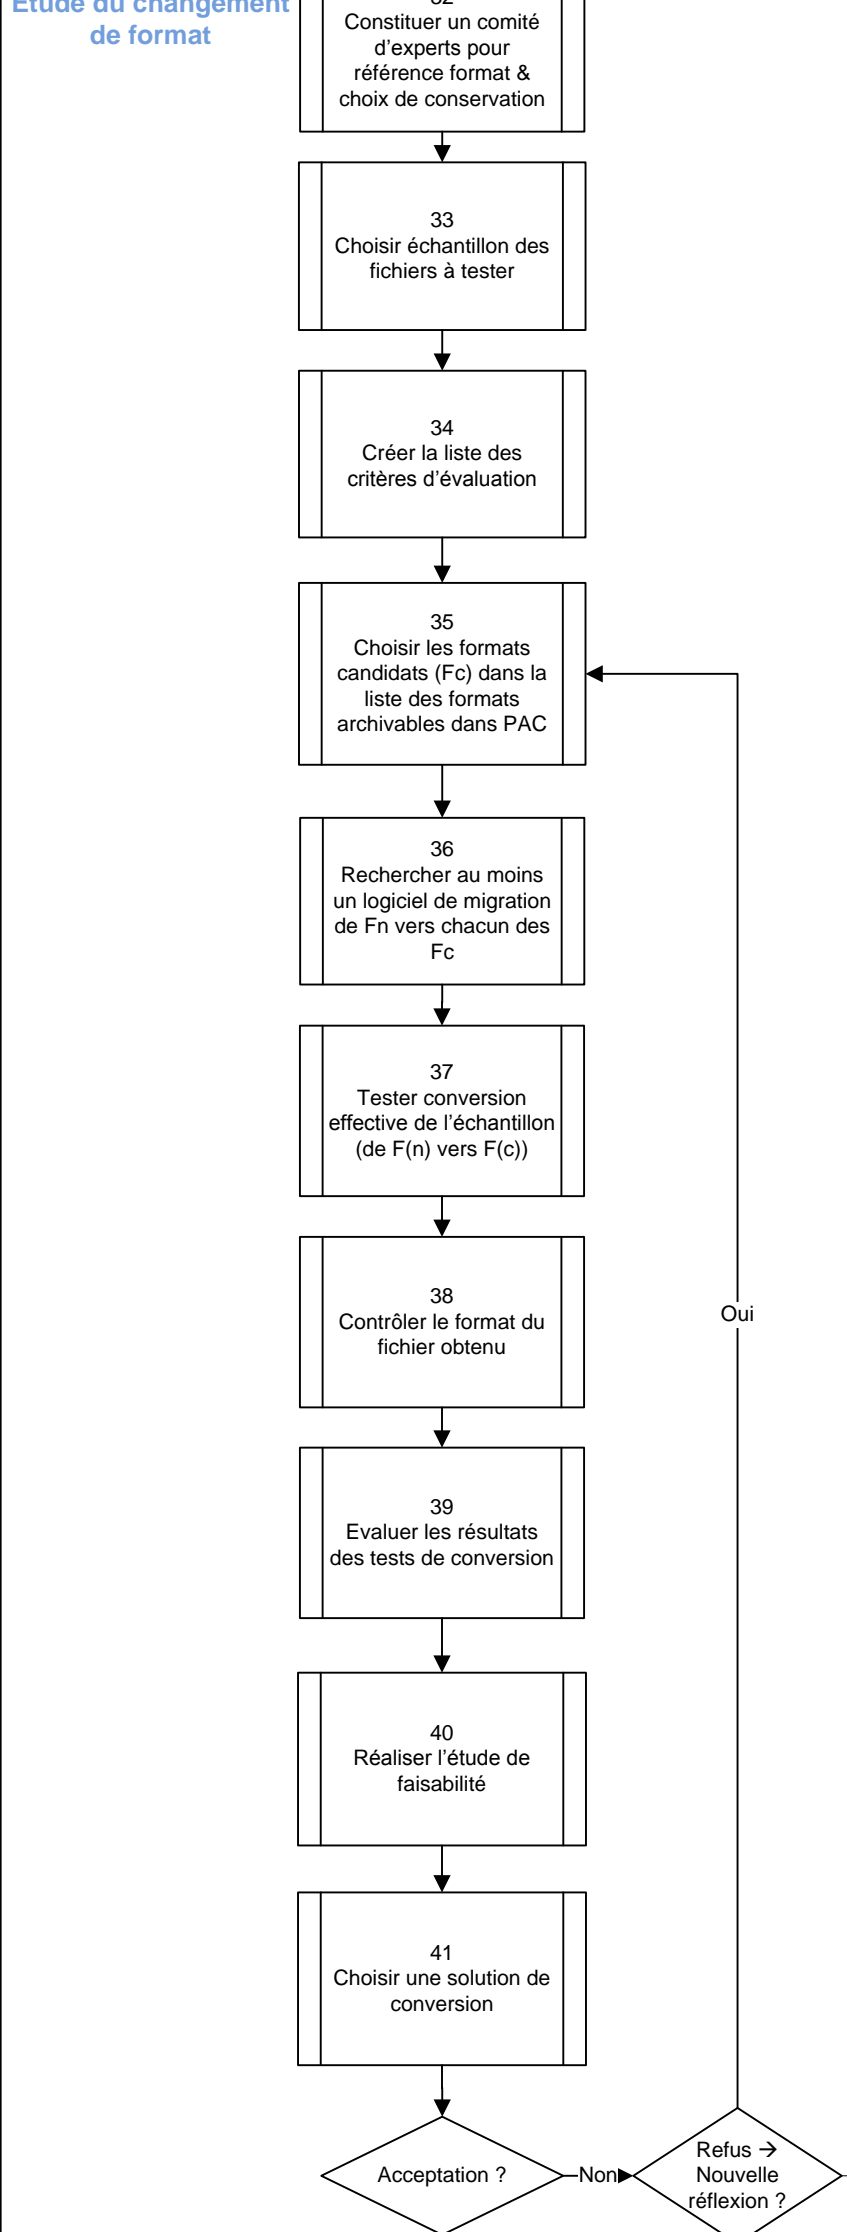 Etude du changement
de format
32
Constituer un comité
d’experts pour
référence format &
choix de conservation
33
Choisir échantillon des
fichiers à tester
34
Créer la liste des
critères d’évaluation
35
Choisir les formats
candidats (Fc) dans la
liste des formats
archivables dans PAC
36
Rechercher au moins
un logiciel de migration
de Fn vers chacun des
Fc
37
Tester conversion
effective de l’échantillon
(de F(n) vers F(c))
38
Contrôler le format du
fichier obtenu
Oui
39
Evaluer les résultats
des tests de conversion
40
Réaliser l’étude de
faisabilité
41
Choisir une solution de
conversion
Acceptation ?
Non
Refus →
Nouvelle
réflexion ?